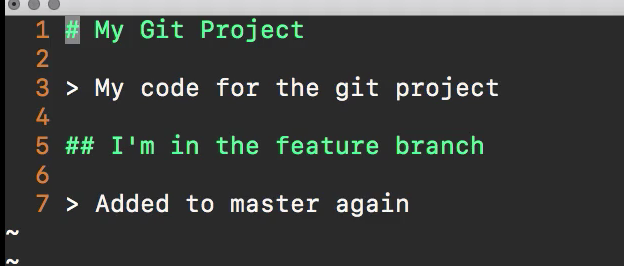 1 # My Git Project
2
3 > My code for the git project
4
5 ## I'm in the feature branch
6
7 > Added to master again
~
~